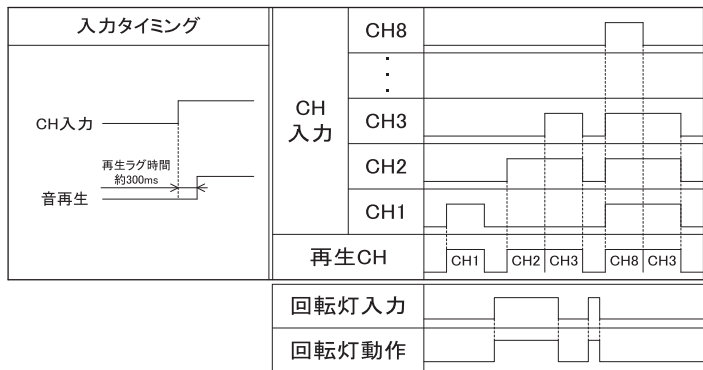 入力タイミング
CH入力
再生ラグ時間
約300ms
音再生
CH
入力
CH8
CH3
CH2
CH1
再生CH
CH1
CH2
CH3
CH8
CH3
回転灯入力
回転灯動作